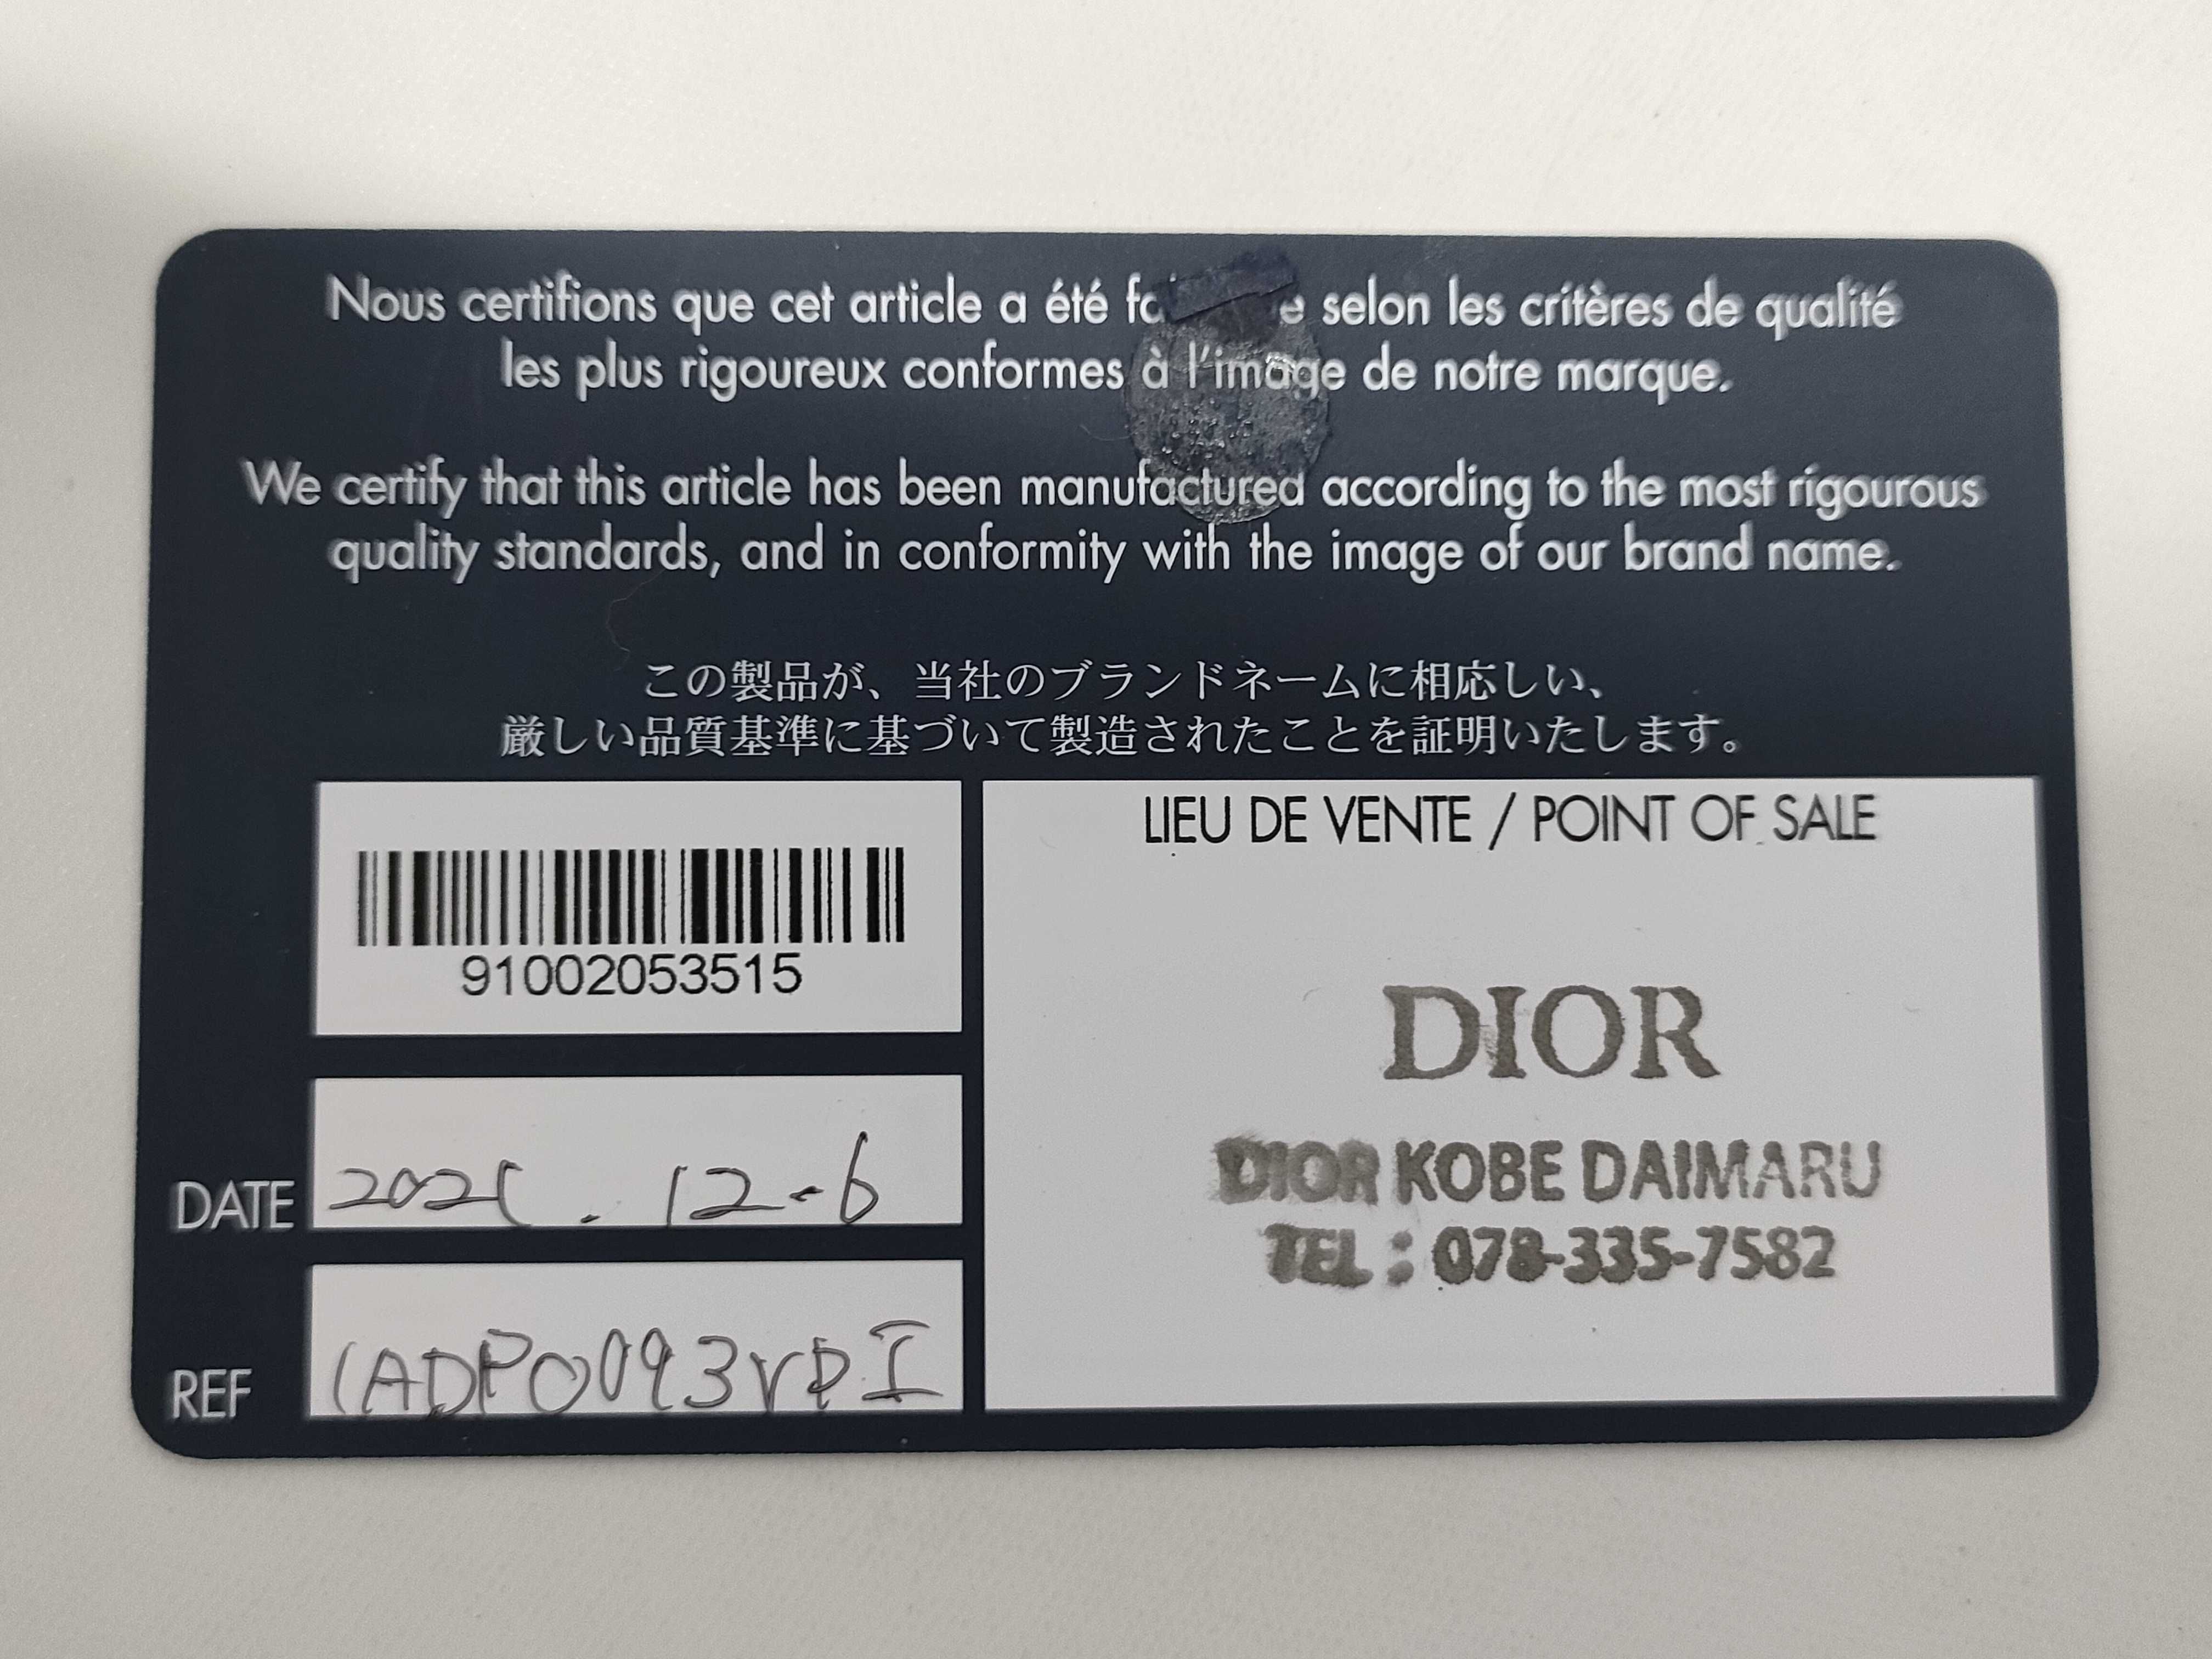 Nous certifions que cet article a été selon les critères de qualité
les plus rigoureux conformes à l'image de notre marque.
We certify that this article has been manufactured according to the most rigourous
quality standards, and in conformity with the image of our brand name.
この製品が、当社のブランドネームに相応しい、
厳しい品質基準に基づいて製造されたことを証明いたします。
91002053515
DATE 2021. 12-6
REF 1ADPO093YPI
LIEU DE VENTE / POINT OF SALE
DIOR
DIOR KOBE DAIMARU
TEL : 078-335-7582